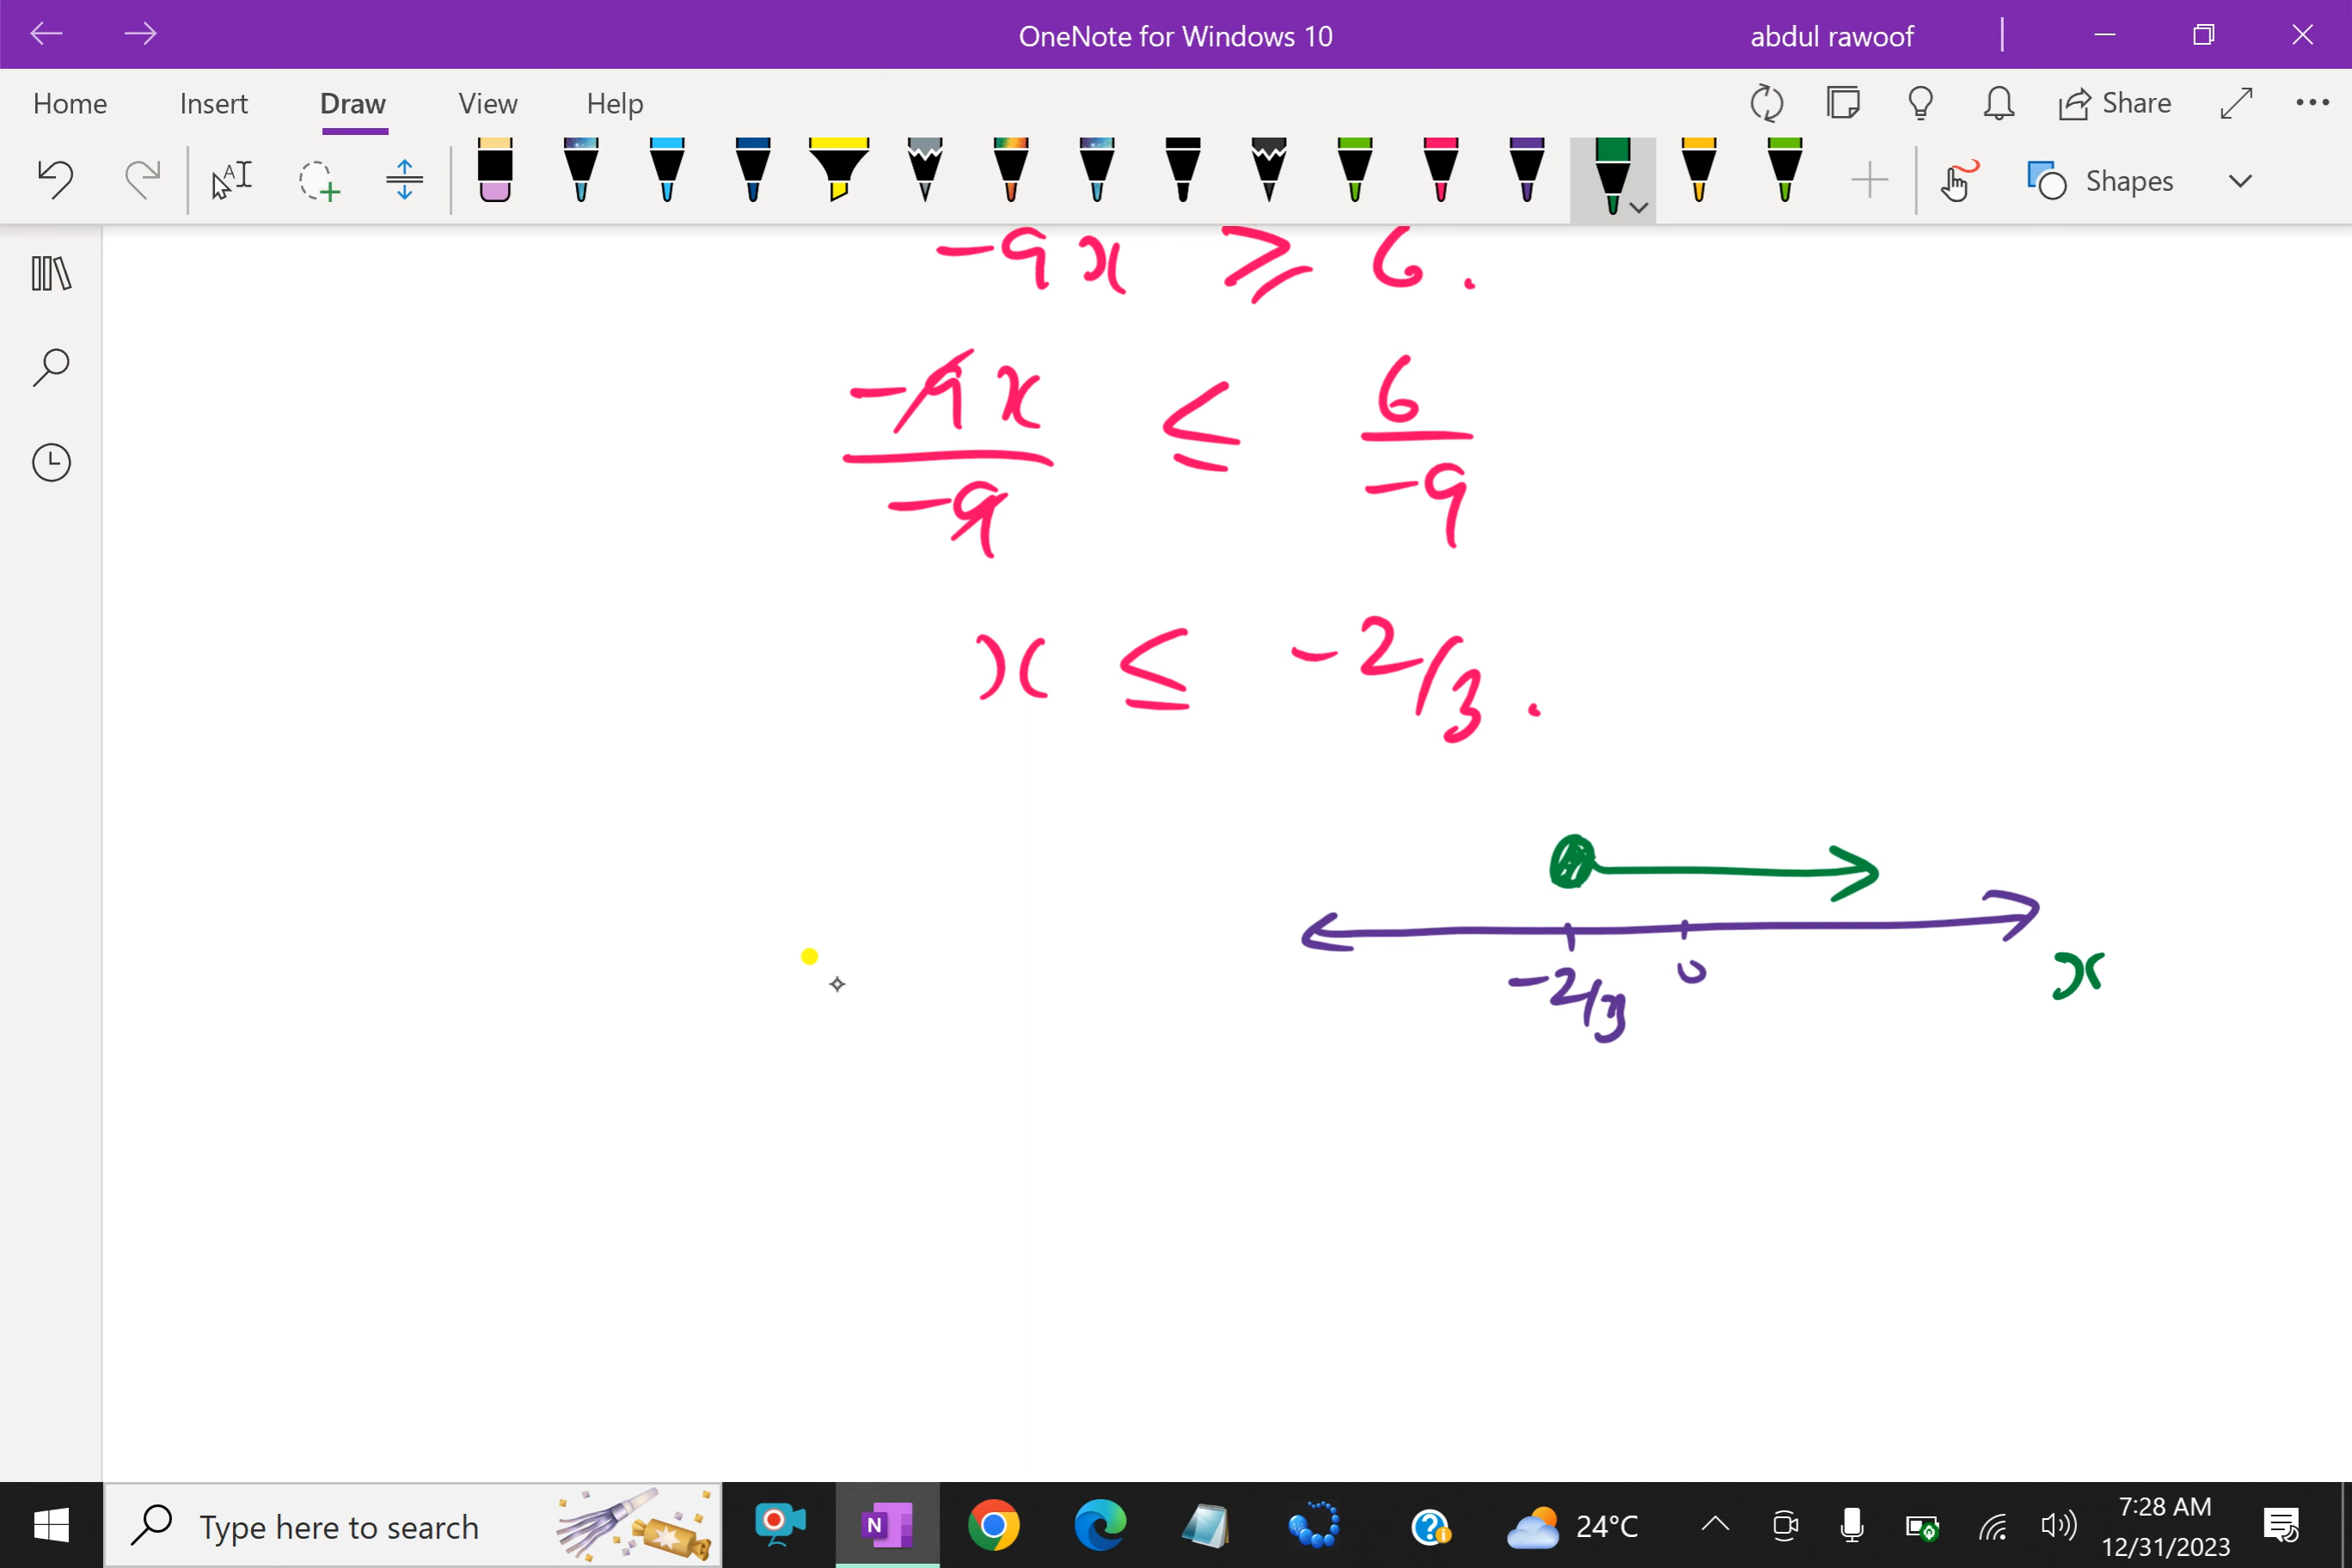 OneNote for Windows 10 abdul rawoof
Home Insert Draw View Help Share
Shapes
-9x ≥ 6.
-9x/-9 ≤ 6/-9
x ≤ -2/3.
-2/3 0 x
Type here to search 24°C 7:28 AM
12/31/2023